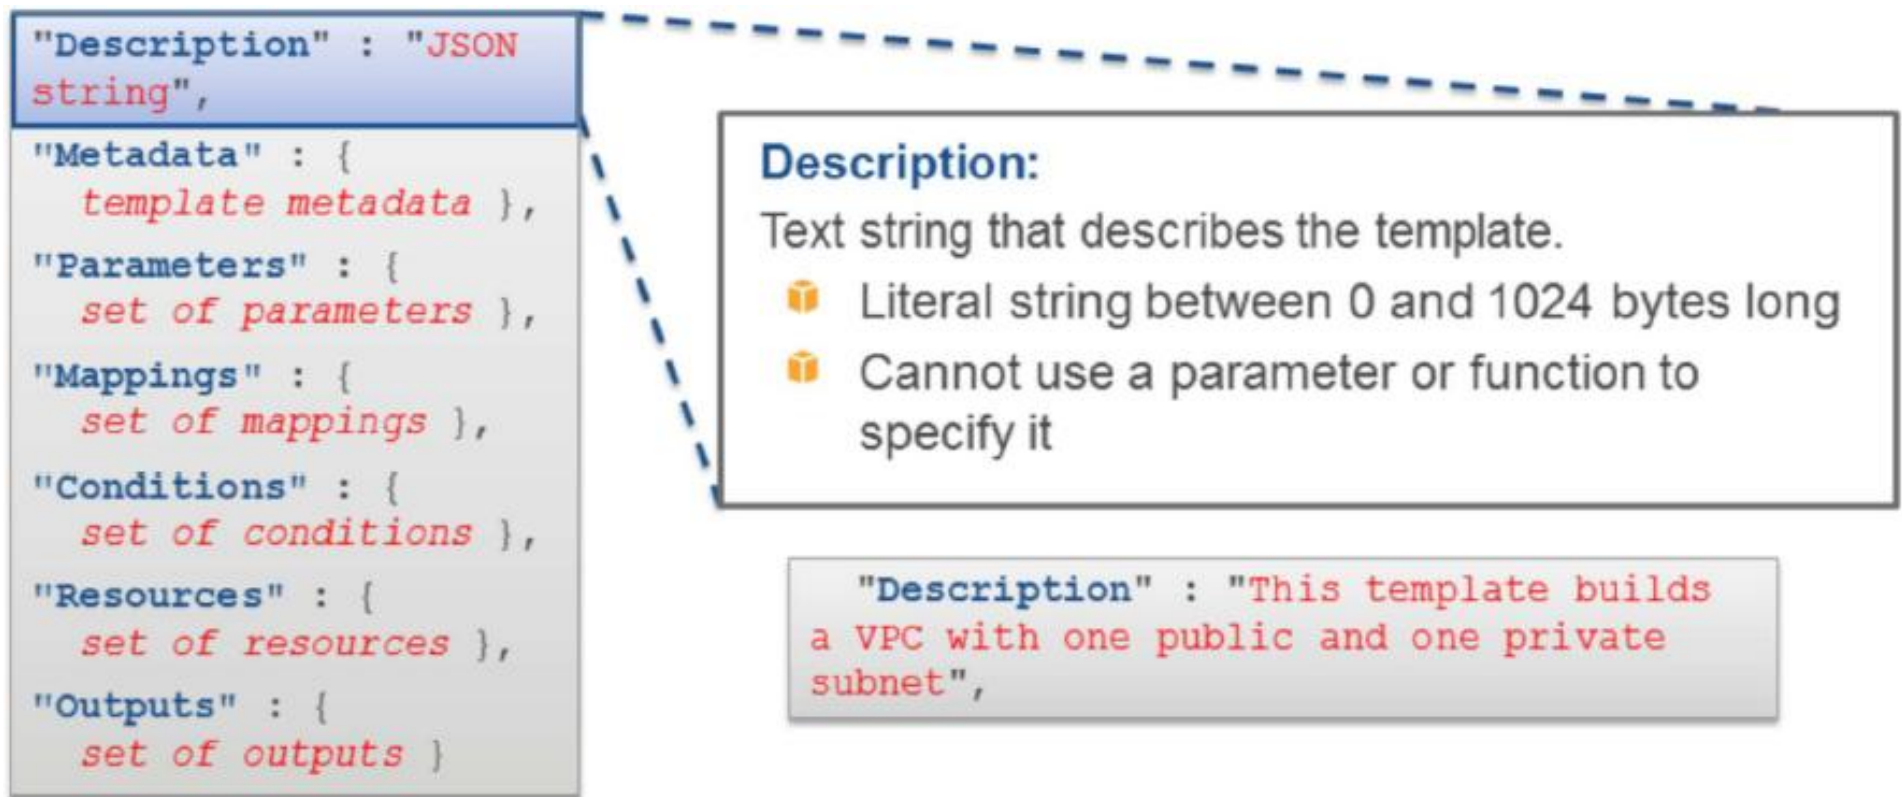 "Description" : "JSON
string",
"Metadata" : {
template metadata },
"Parameters" : {
set of parameters },
"Mappings" : {
set of mappings },
"Conditions" : {
set of conditions },
"Resources" : {
set of resources },
"Outputs" : {
set of outputs }
Description:
Text string that describes the template.
Literal string between 0 and 1024 bytes long
Cannot use a parameter or function to
specify it
"Description" : "This template builds
a VPC with one public and one private
subnet",